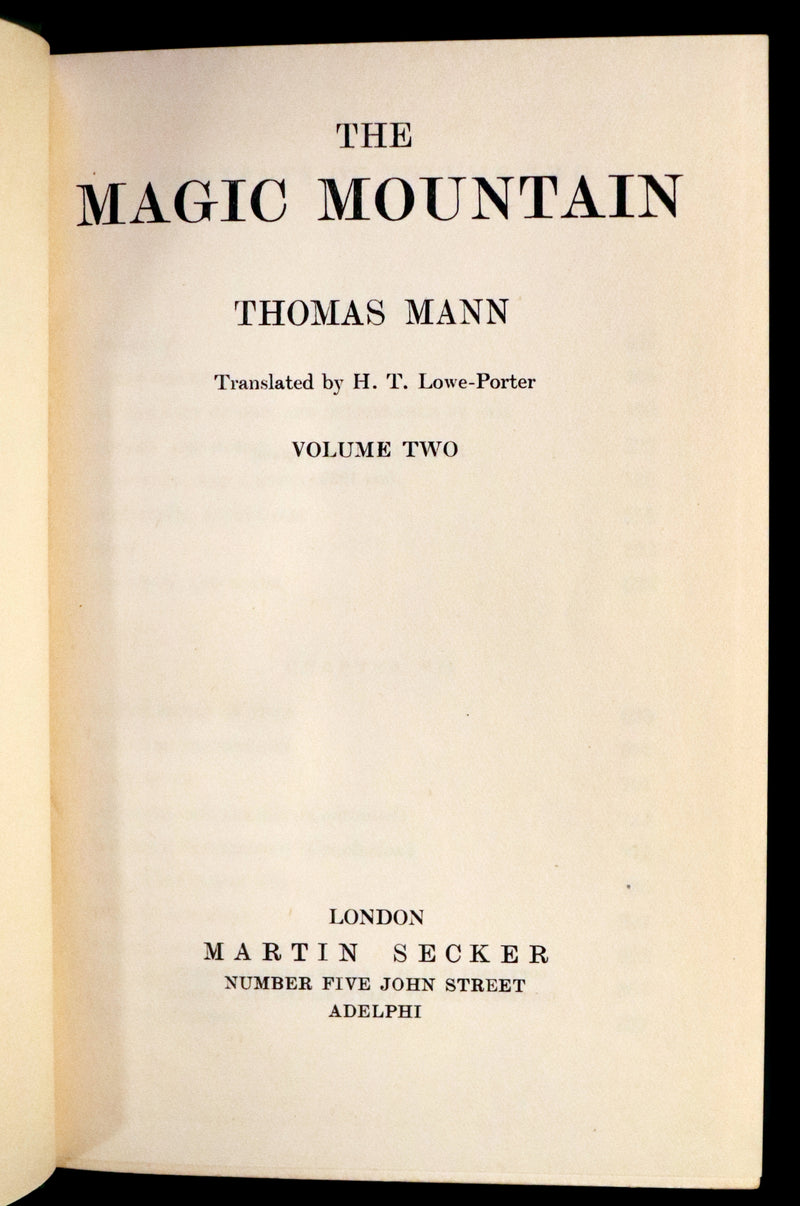 THE
MAGIC MOUNTAIN
THOMAS MANN
Translated by H. T. Lowe-Porter
VOLUME TWO
LONDON
MARTIN SECKER
NUMBER FIVE JOHN STREET
ADELPHI